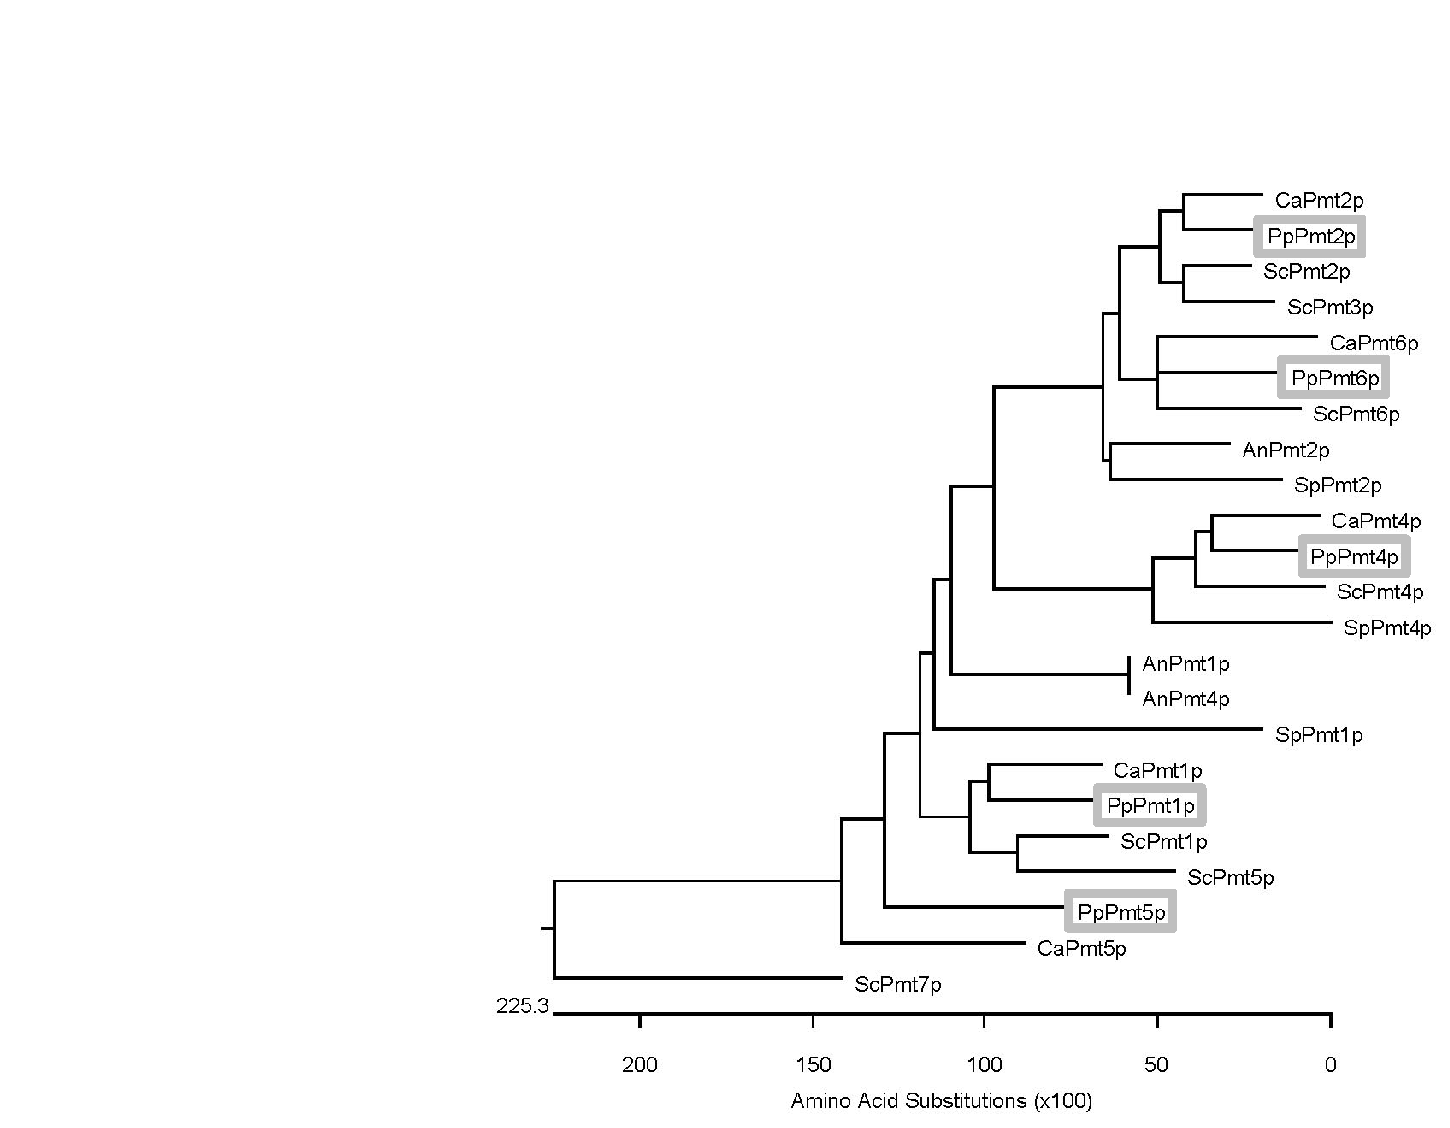 CaPmt2p
PpPmt2p
ScPmt2p
ScPmt3p
CaPmt6p
PpPmt6p
ScPmt6p
AnPmt2p
SpPmt2p
CaPmt4p
PpPmt4p
ScPmt4p
SpPmt4p
AnPmt1p
AnPmt4p
SpPmt1p
CaPmt1p
PpPmt1p
ScPmt1p
ScPmt5p
PpPmt5p
CaPmt5p
ScPmt7p
225.3
200 150 100 50 0
Amino Acid Substitutions (x100)